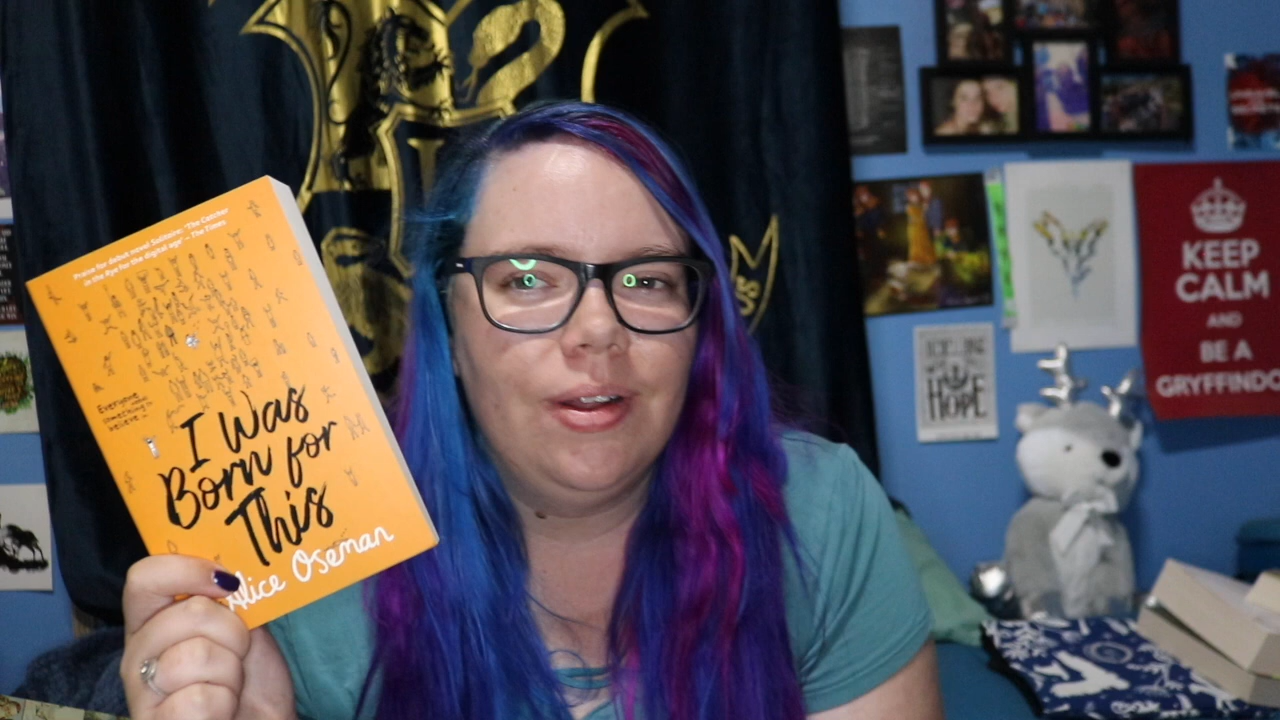 Praise for debut novel Solitaire: 'The Catcher
in the Rye for the digital age' – The Times
Everyone needs
something to
believe in...
I Was
Born for
This
Alice Oseman
HOPE
KEEP
CALM
AND
BE A
GRYFFINDO